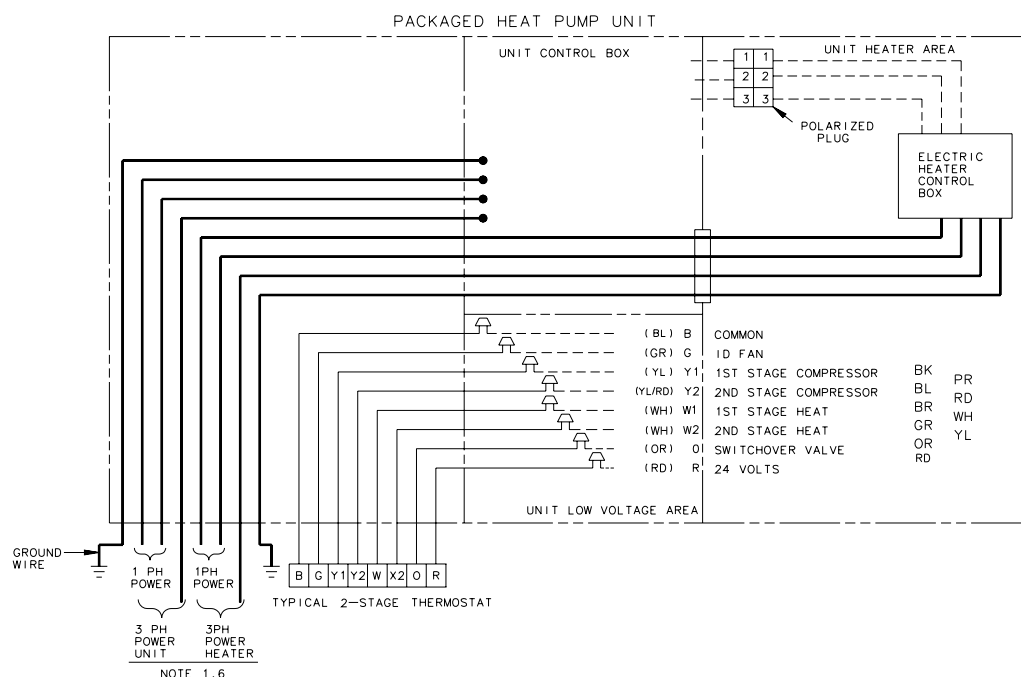 PACKAGED HEAT PUMP UNIT
UNIT CONTROL BOX
UNIT HEATER AREA
1 1
2 2
3 3
POLARIZED
PLUG
ELECTRIC
HEATER
CONTROL
BOX
(BL) B COMMON
(GR) G ID FAN
(YL) Y1 1ST STAGE COMPRESSOR
(YL/RD) Y2 2ND STAGE COMPRESSOR
(WH) W1 1ST STAGE HEAT
(WH) W2 2ND STAGE HEAT
(OR) O SWITCHOVER VALVE
(RD) R 24 VOLTS
BK
BL
BR
GR
OR
RD
PR
RD
WH
YL
UNIT LOW VOLTAGE AREA
GROUND
WIRE
1 PH
POWER
1PH
POWER
B G Y1 Y2 W X2 O R
TYPICAL 2-STAGE THERMOSTAT
3 PH
POWER
UNIT
3PH
POWER
HEATER
NOTE 1,6